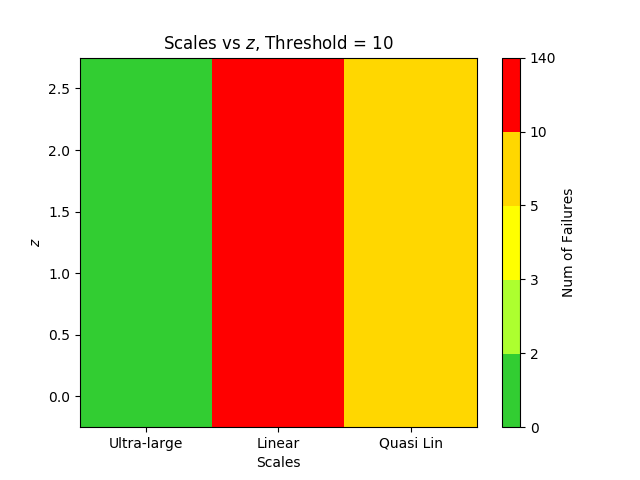 Scales vs z, Threshold = 10
2.5
2.0
1.5
1.0
0.5
0.0
z
Ultra-large
Linear
Quasi Lin
Scales
140
10
5
3
2
0
Num of Failures